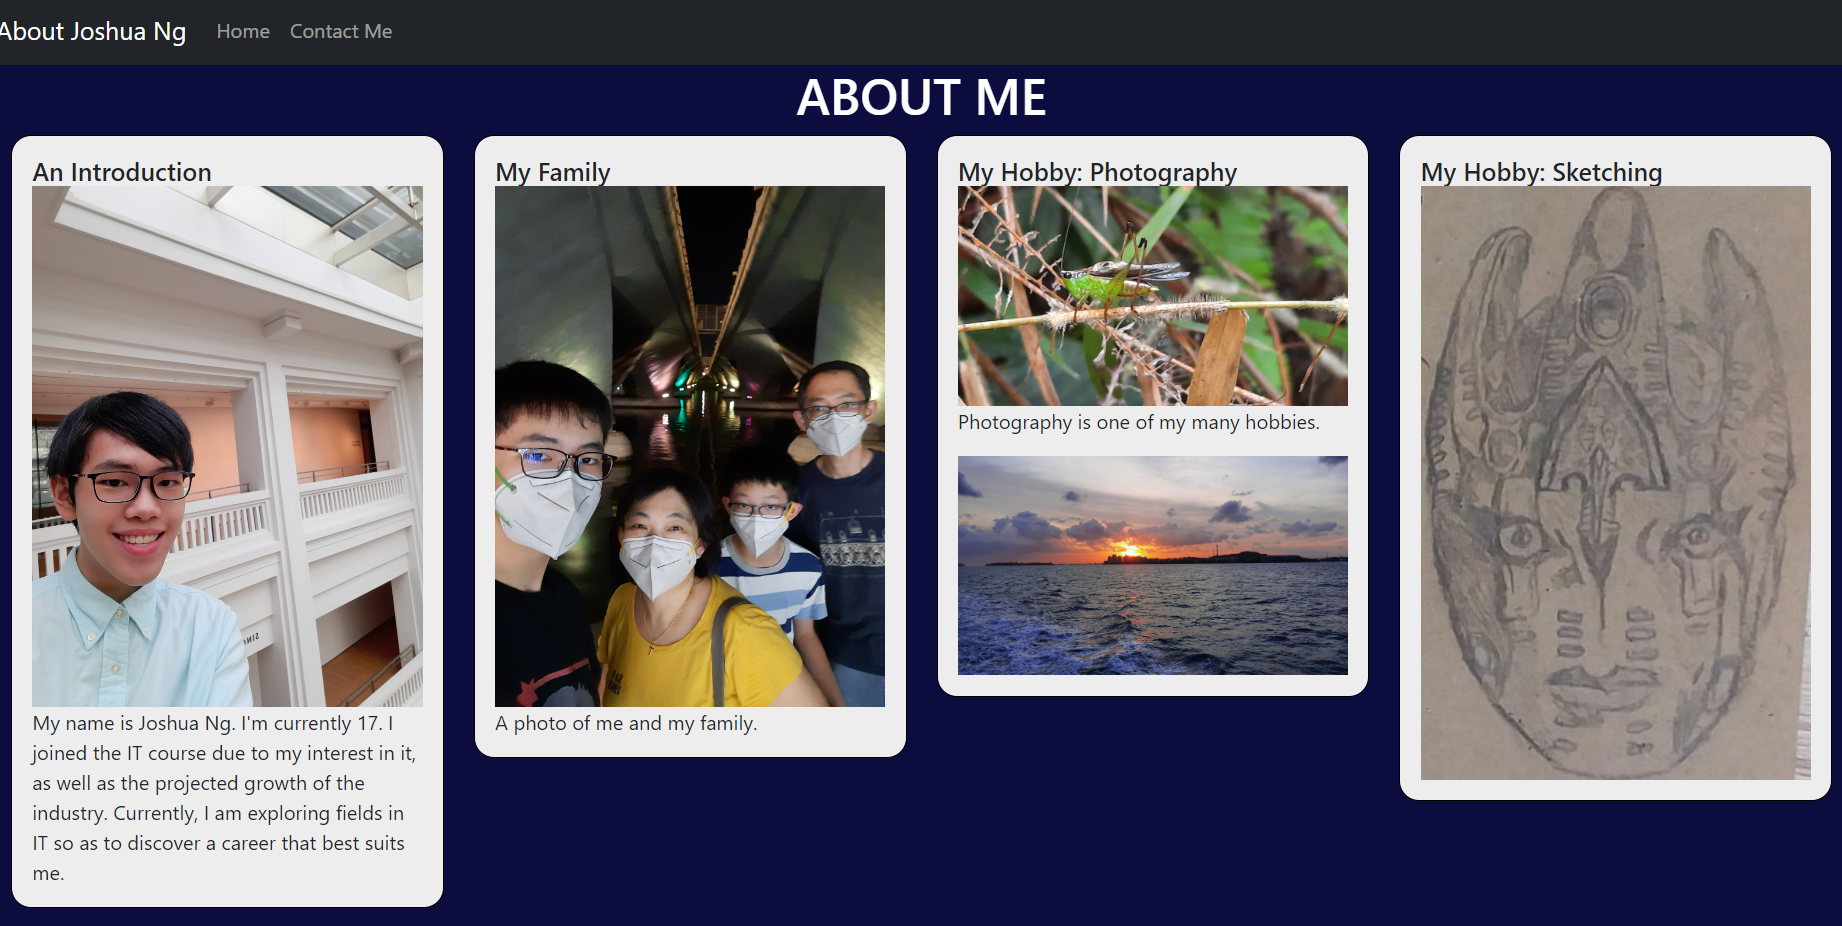 About Joshua Ng Home Contact Me
ABOUT ME
An Introduction
My name is Joshua Ng. I'm currently 17. I
joined the IT course due to my interest in it,
as well as the projected growth of the
industry. Currently, I am exploring fields in
IT so as to discover a career that best suits
me.
My Family
A photo of me and my family.
My Hobby: Photography
Photography is one of my many hobbies.
My Hobby: Sketching